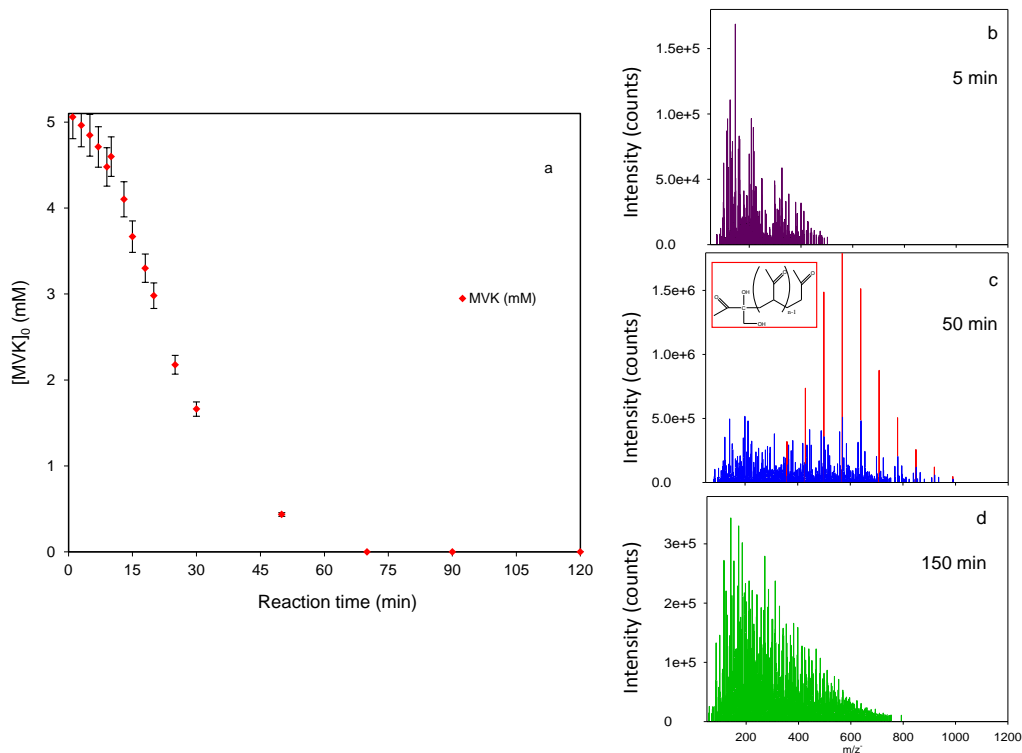 5
4
3
2
1
0
[MVK]0 (mM)
a
MVK (mM)
0 15 30 45 60 75 90 105 120
Reaction time (min)
b
5 min
1.5e+5
1.0e+5
5.0e+4
0.0
Intensity (counts)
c
50 min
1.5e+6
1.0e+6
5.0e+5
0.0
Intensity (counts)
O OH O O
C
n-1
OH
d
150 min
3e+5
2e+5
1e+5
0
Intensity (counts)
200 400 600 800 1000 1200
m/z-